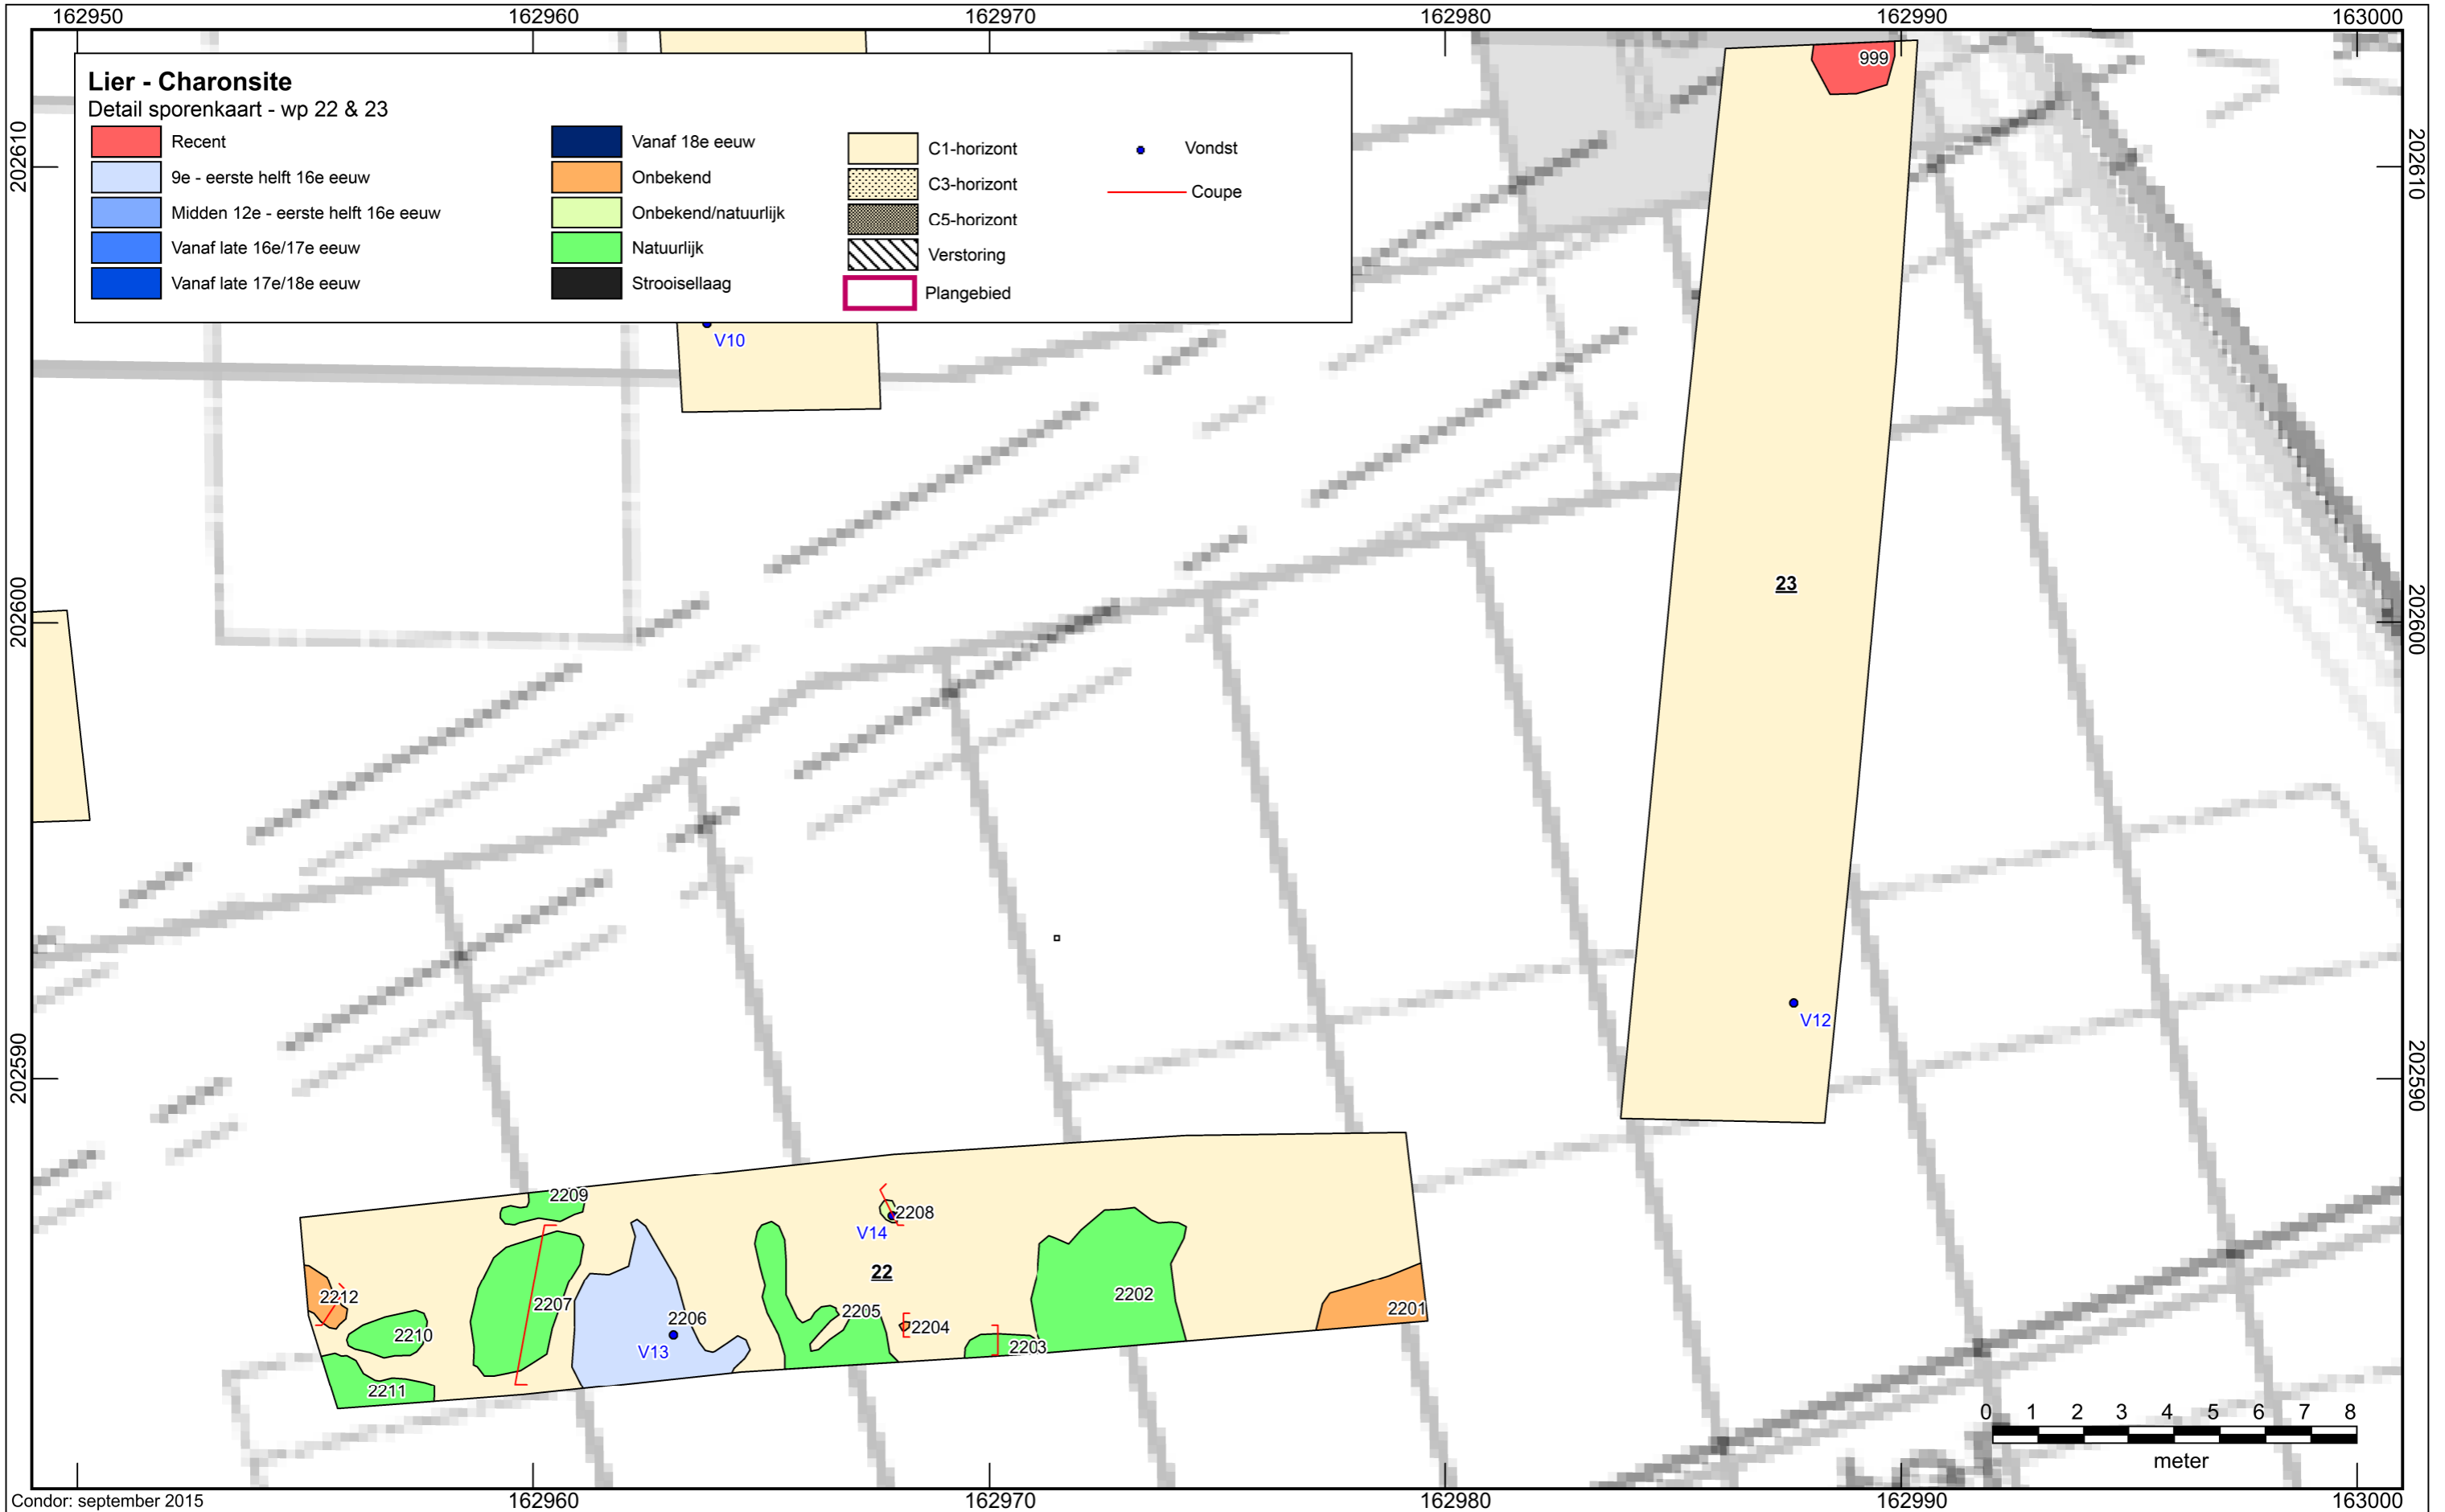 162950 162960 162970 162980 162990 163000
Lier - Charonsite
Detail sporenkaart - wp 22 & 23
Recent
9e - eerste helft 16e eeuw
Midden 12e - eerste helft 16e eeuw
Vanaf late 16e/17e eeuw
Vanaf late 17e/18e eeuw
Vanaf 18e eeuw
Onbekend
Onbekend/natuurlijk
Natuurlijk
Strooisellaag
C1-horizont
C3-horizont
C5-horizont
Verstoring
Plangebied
Vondst
Coupe
999
202610 202610
V10
23
202600 202600
V12
202590 202590
2209
2208
V14
22
2212
2207
2202
2210
2206
2205
2204
2201
V13
2203
2211
0 1 2 3 4 5 6 7 8
meter
Condor: september 2015
162960 162970 162980 162990 163000